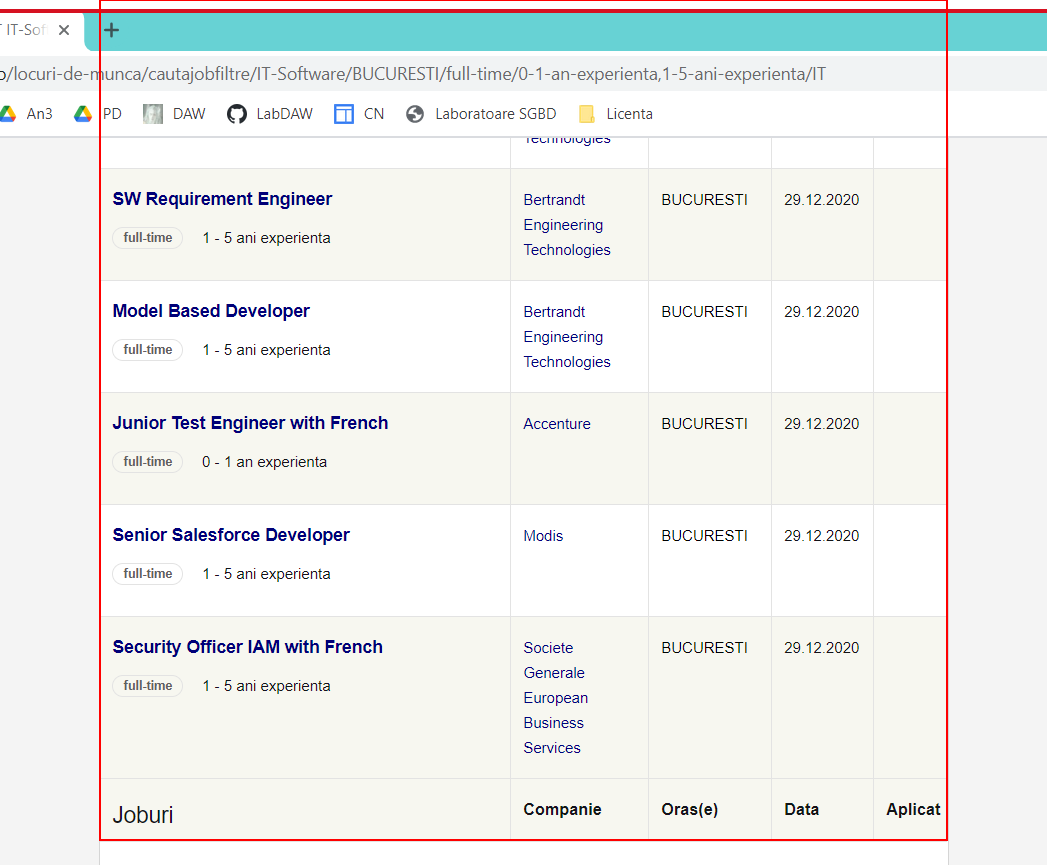 IT-Sof
/locuri-de-munca/cautajobfiltre/IT-Software/BUCURESTI/full-time/0-1-an-experienta,1-5-ani-experienta/IT
An3 PD DAW LabDAW CN Laboratoare SGBD Licenta
Technologies
SW Requirement Engineer
full-time 1 - 5 ani experienta
Bertrandt
Engineering
Technologies
BUCURESTI
29.12.2020
Model Based Developer
full-time 1 - 5 ani experienta
Bertrandt
Engineering
Technologies
BUCURESTI
29.12.2020
Junior Test Engineer with French
full-time 0 - 1 an experienta
Accenture
BUCURESTI
29.12.2020
Senior Salesforce Developer
full-time 1 - 5 ani experienta
Modis
BUCURESTI
29.12.2020
Security Officer IAM with French
full-time 1 - 5 ani experienta
Societe
Generale
European
Business
Services
BUCURESTI
29.12.2020
Joburi Companie Oras(e) Data Aplicat